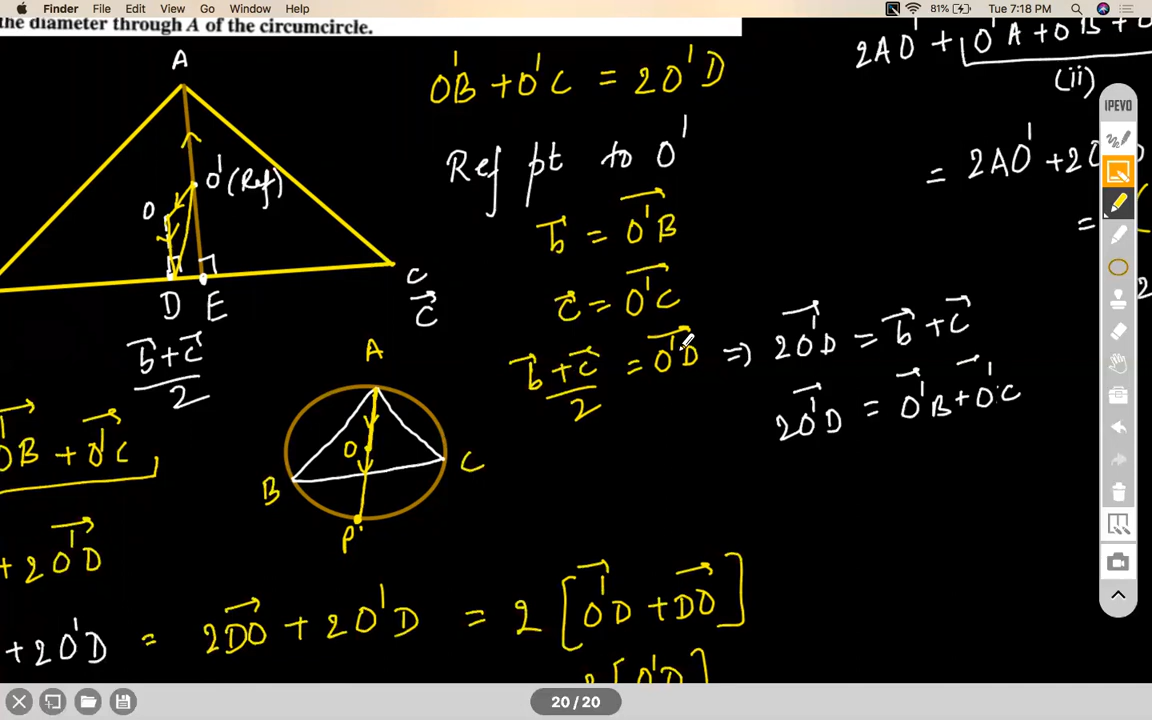 Finder File Edit View Go Window Help 81% Tue 7:18 PM
the diameter through A of the circumcircle.
A
O'B + O'C = 2O'D
2AO' + O'A + O'B +
(ii)
Ref pt to O'
O' (Ref)
O
= 2AO' + 2O
b = O'B
=
D E
C
c
c = O'C
b + c / 2
2O'D = b + c
b + c / 2 = O'D ⇒
2O'D = O'B + O'C
A
O
B
C
P
O'B + O'C
+ 2O'D
+ 2O'D = 2DO + 2O'D = 2 [O'D + DO]
2 [O'D]
IPEVO
20/20